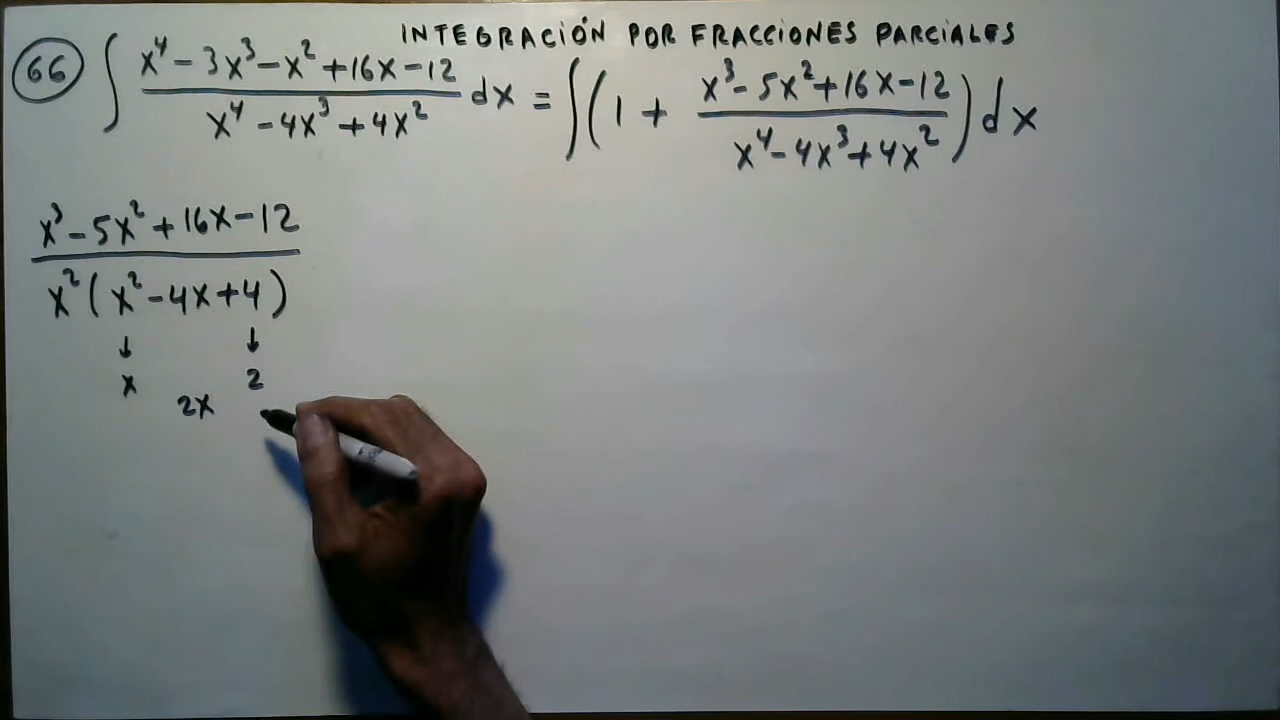 INTEGRACIÓN POR FRACCIONES PARCIALES
66 ∫ (x⁴ - 3x³ - x² + 16x - 12)/(x⁴ - 4x³ + 4x²) dx = ∫(1 + (x³ - 5x² + 16x - 12)/(x⁴ - 4x³ + 4x²)) dx
x³ - 5x² + 16x - 12
x²(x² - 4x + 4)
↓ ↓
x 2
2x